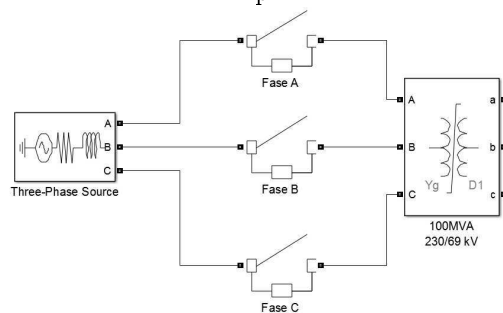 Fase A
A
B
C
Three-Phase Source
Fase B
A
B
C
a
b
c
Yg
D1
100MVA
230/69 kV
Fase C